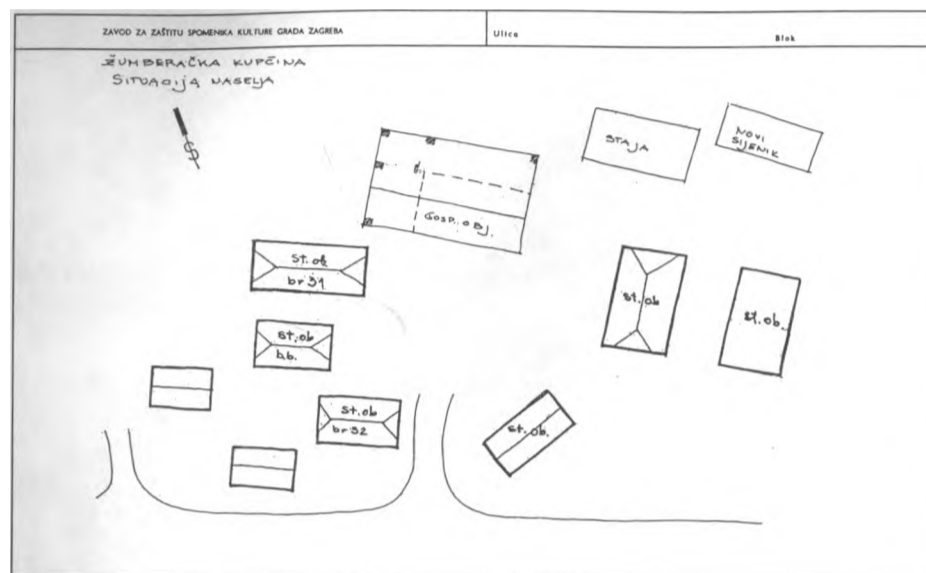 ZAVOD ZA ZAŠTITU SPOMENIKA KULTURE GRADA ZAGREBA
Ulica
Blok
ŽUMBERAČKA KUPČINA
SITUACIJA NASELJA
S
STAJA
NOVI
SIJENIK
GOSP. OBJ.
St. ob
br 31
St. ob
st. ob.
St. ob
b.b.
St. ob
br 32
St. ob.